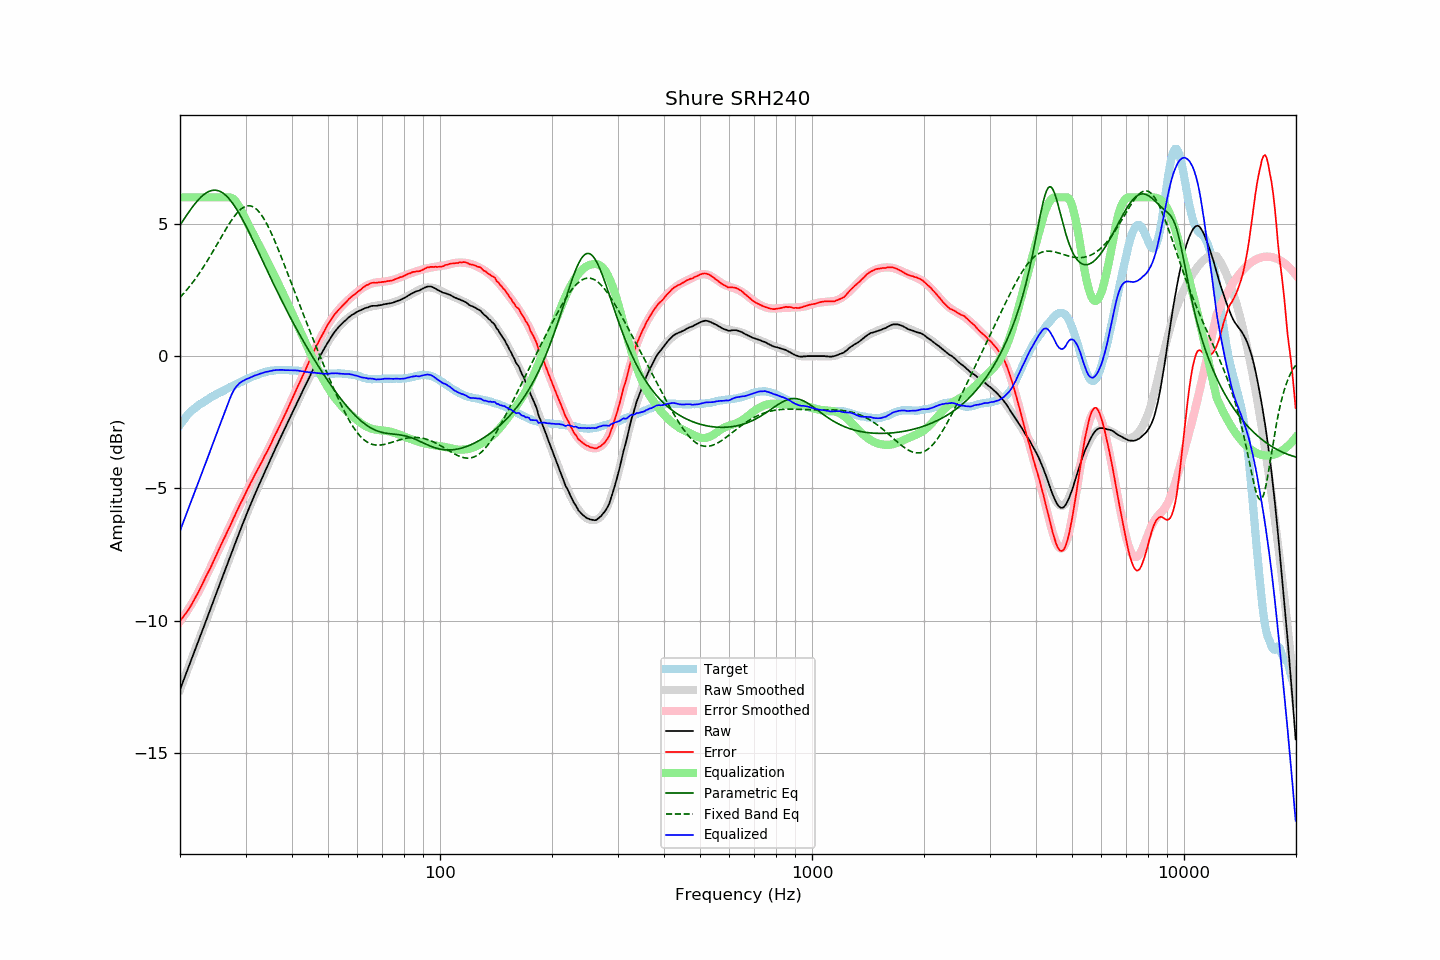 Shure SRH240
Amplitude (dBr)
5
0
−5
−10
−15
100
1000
10000
Frequency (Hz)
Target
Raw Smoothed
Error Smoothed
Raw
Error
Equalization
Parametric Eq
Fixed Band Eq
Equalized